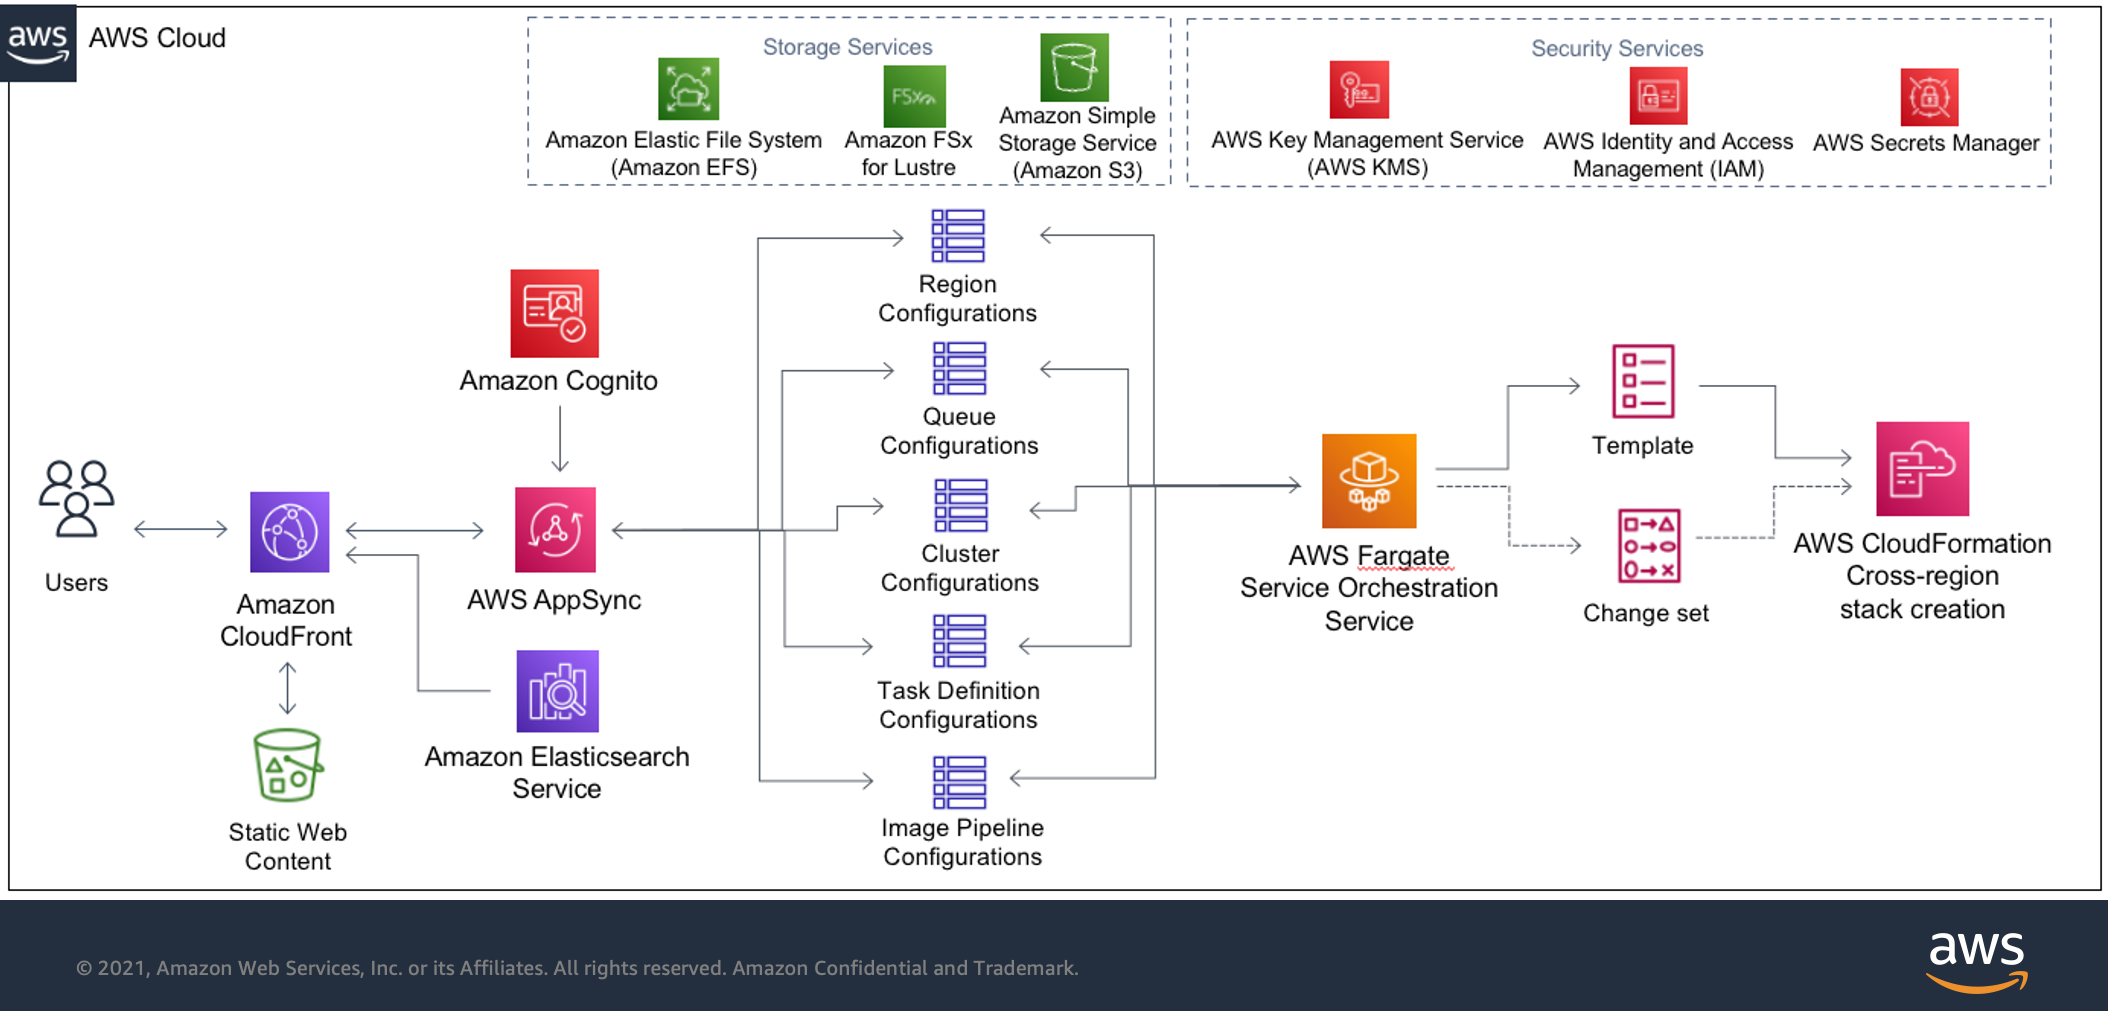 aws
AWS Cloud
Storage Services
FSx
Amazon Elastic File System
(Amazon EFS)
Amazon FSx
for Lustre
Amazon Simple
Storage Service
(Amazon S3)
Security Services
AWS Key Management Service
(AWS KMS)
AWS Identity and Access
Management (IAM)
AWS Secrets Manager
Users
Amazon
CloudFront
Static Web
Content
Amazon Cognito
AWS AppSync
Amazon Elasticsearch
Service
Region
Configurations
Queue
Configurations
Cluster
Configurations
Task Definition
Configurations
Image Pipeline
Configurations
AWS Fargate
Service Orchestration
Service
Template
Change set
AWS CloudFormation
Cross-region
stack creation
© 2021, Amazon Web Services, Inc. or its Affiliates. All rights reserved. Amazon Confidential and Trademark.
aws